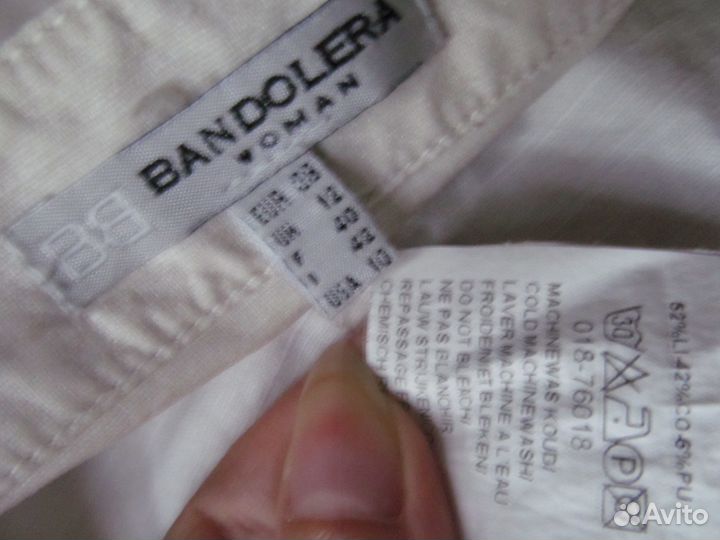 BANDOLERA
WOMAN
EUR 38
UK 12
F 40
I 42
USA 10
52%LI 42%CO 6%PU
30 P
018-76018
MACHINEWAS KOUD/
COLD MACHINEWASH/
LAVER MACHINE A L'EAU
FROIDE NIET BLEKEN/
DO NOT BLEACH/
NE PAS BLANCHIR
LAUW STRIJKEN
REPASSAGE
CHEMISCH
Avito